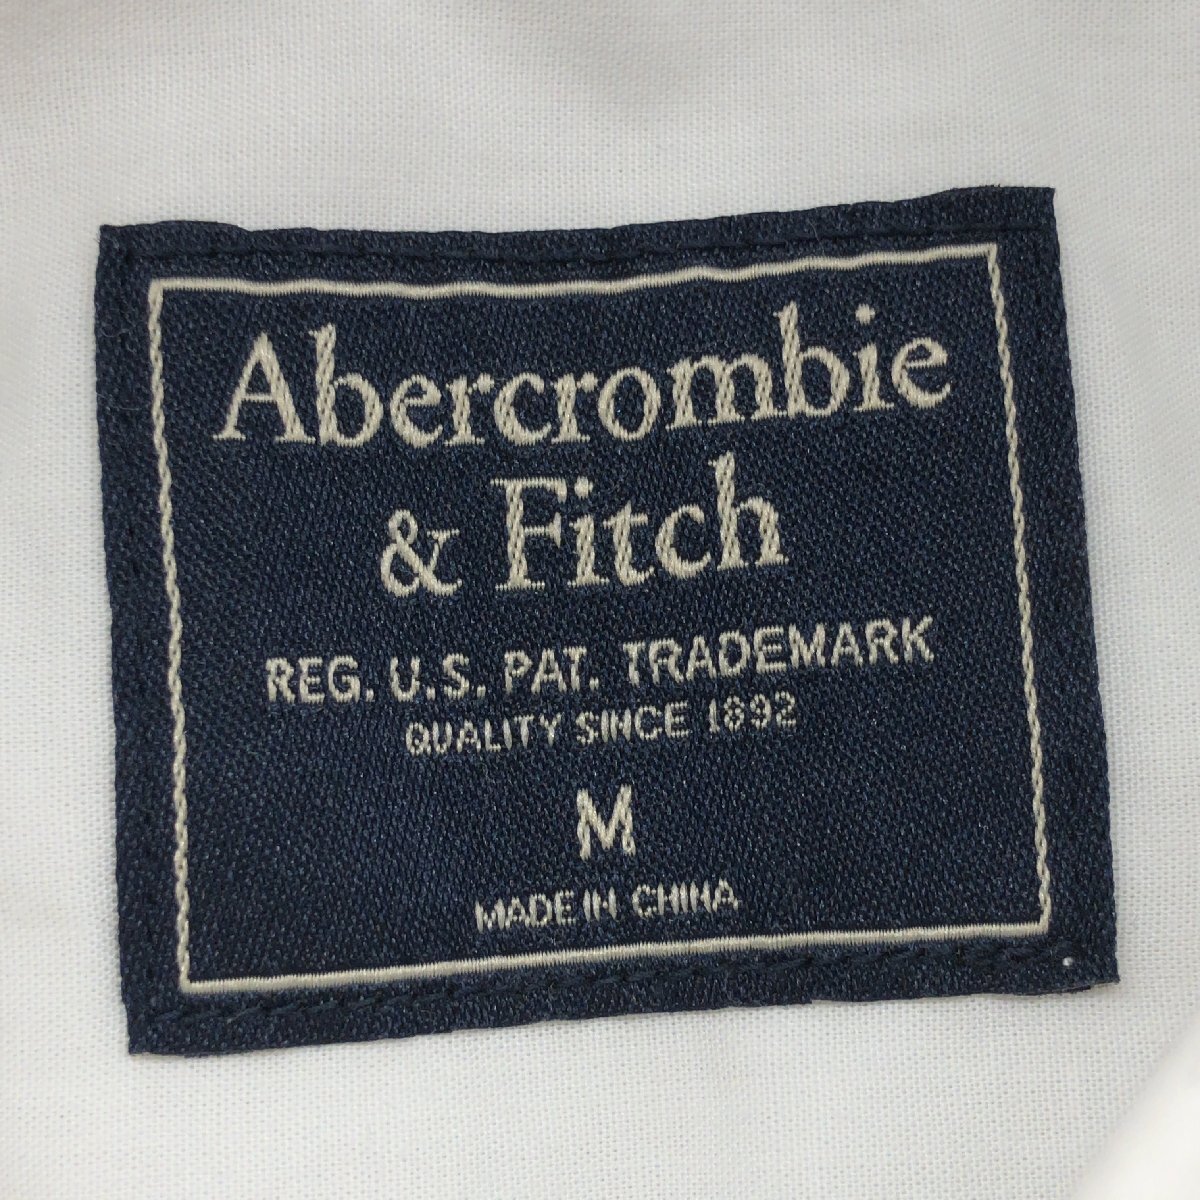 Abercrombie
& Fitch
REG. U.S. PAT. TRADEMARK
QUALITY SINCE 1892
M
MADE IN CHINA